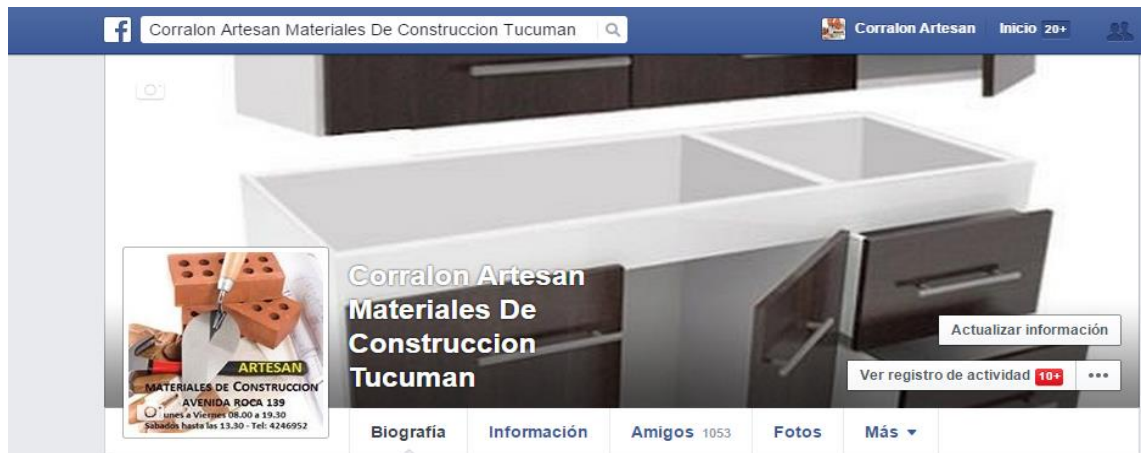 f
Corralon Artesan Materiales De Construccion Tucuman
Corralon Artesan
Inicio 20+
Corralon Artesan
Materiales De
Construccion
Tucuman
ARTESAN
MATERIALES DE CONSTRUCCION
AVENIDA ROCA 139
unes a Viernes 08.00 a 19.30
Sabados hasta las 13.30 - Tel: 4246952
Actualizar información
Ver registro de actividad 10+
Biografía Información Amigos 1053 Fotos Más